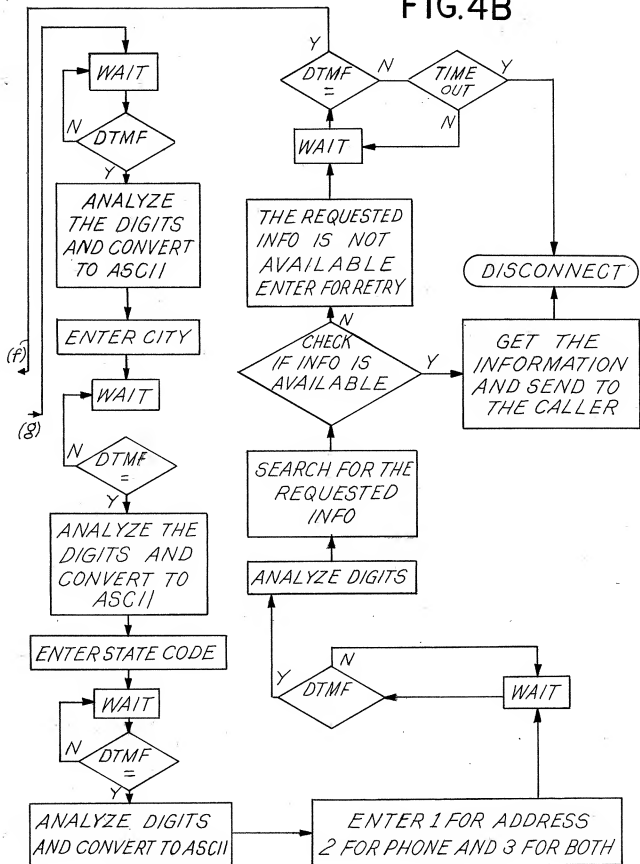 FIG.4B
WAIT
N
DTMF
Y
ANALYZE
THE DIGITS
AND CONVERT
TO ASCII
ENTER CITY
WAIT
N
DTMF
=
Y
ANALYZE THE
DIGITS AND
CONVERT TO
ASCII
ENTER STATE CODE
WAIT
N
DTMF
=
Y
ANALYZE DIGITS
AND CONVERT TO ASCII
(f)
(g)
ENTER 1 FOR ADDRESS
2 FOR PHONE AND 3 FOR BOTH
WAIT
N
DTMF
Y
ANALYZE DIGITS
SEARCH FOR THE
REQUESTED
INFO
CHECK
IF INFO IS
AVAILABLE
Y
N
GET THE
INFORMATION
AND SEND TO
THE CALLER
DISCONNECT
THE REQUESTED
INFO IS NOT
AVAILABLE
ENTER FOR RETRY
WAIT
Y
DTMF
=
N
TIME
OUT
Y
N